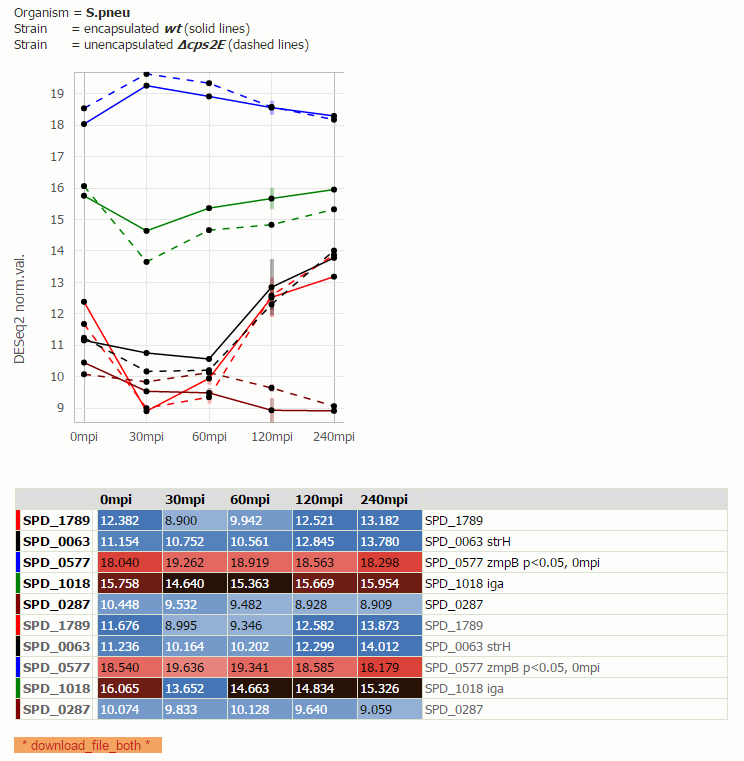 Organism = S.pneu
Strain = encapsulated wt (solid lines)
Strain = unencapsulated Δcps2E (dashed lines)
DESeq2 norm.val.
19
18
17
16
15
14
13
12
11
10
9
0mpi 30mpi 60mpi 120mpi 240mpi
0mpi 30mpi 60mpi 120mpi 240mpi
SPD_1789 12.382 8.900 9.942 12.521 13.182 SPD_1789
SPD_0063 11.154 10.752 10.561 12.845 13.780 SPD_0063 strH
SPD_0577 18.040 19.262 18.919 18.563 18.298 SPD_0577 zmpB p<0.05, 0mpi
SPD_1018 15.758 14.640 15.363 15.669 15.954 SPD_1018 iga
SPD_0287 10.448 9.532 9.482 8.928 8.909 SPD_0287
SPD_1789 11.676 8.995 9.346 12.582 13.873 SPD_1789
SPD_0063 11.236 10.164 10.202 12.299 14.012 SPD_0063 strH
SPD_0577 18.540 19.636 19.341 18.585 18.179 SPD_0577 zmpB p<0.05, 0mpi
SPD_1018 16.065 13.652 14.663 14.834 15.326 SPD_1018 iga
SPD_0287 10.074 9.833 10.128 9.640 9.059 SPD_0287
* download_file_both *